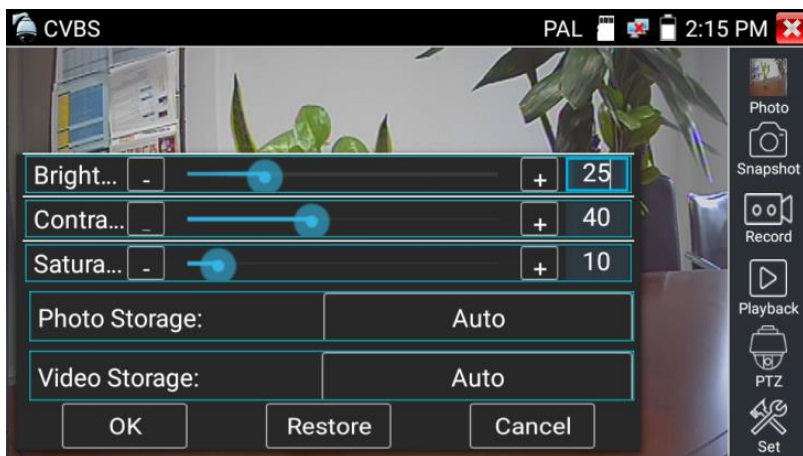 CVBS PAL 2:15 PM
Photo
Snapshot
Record
Playback
PTZ
Set
Bright... - + 25
Contra... - + 40
Satura... - + 10
Photo Storage: Auto
Video Storage: Auto
OK Restore Cancel